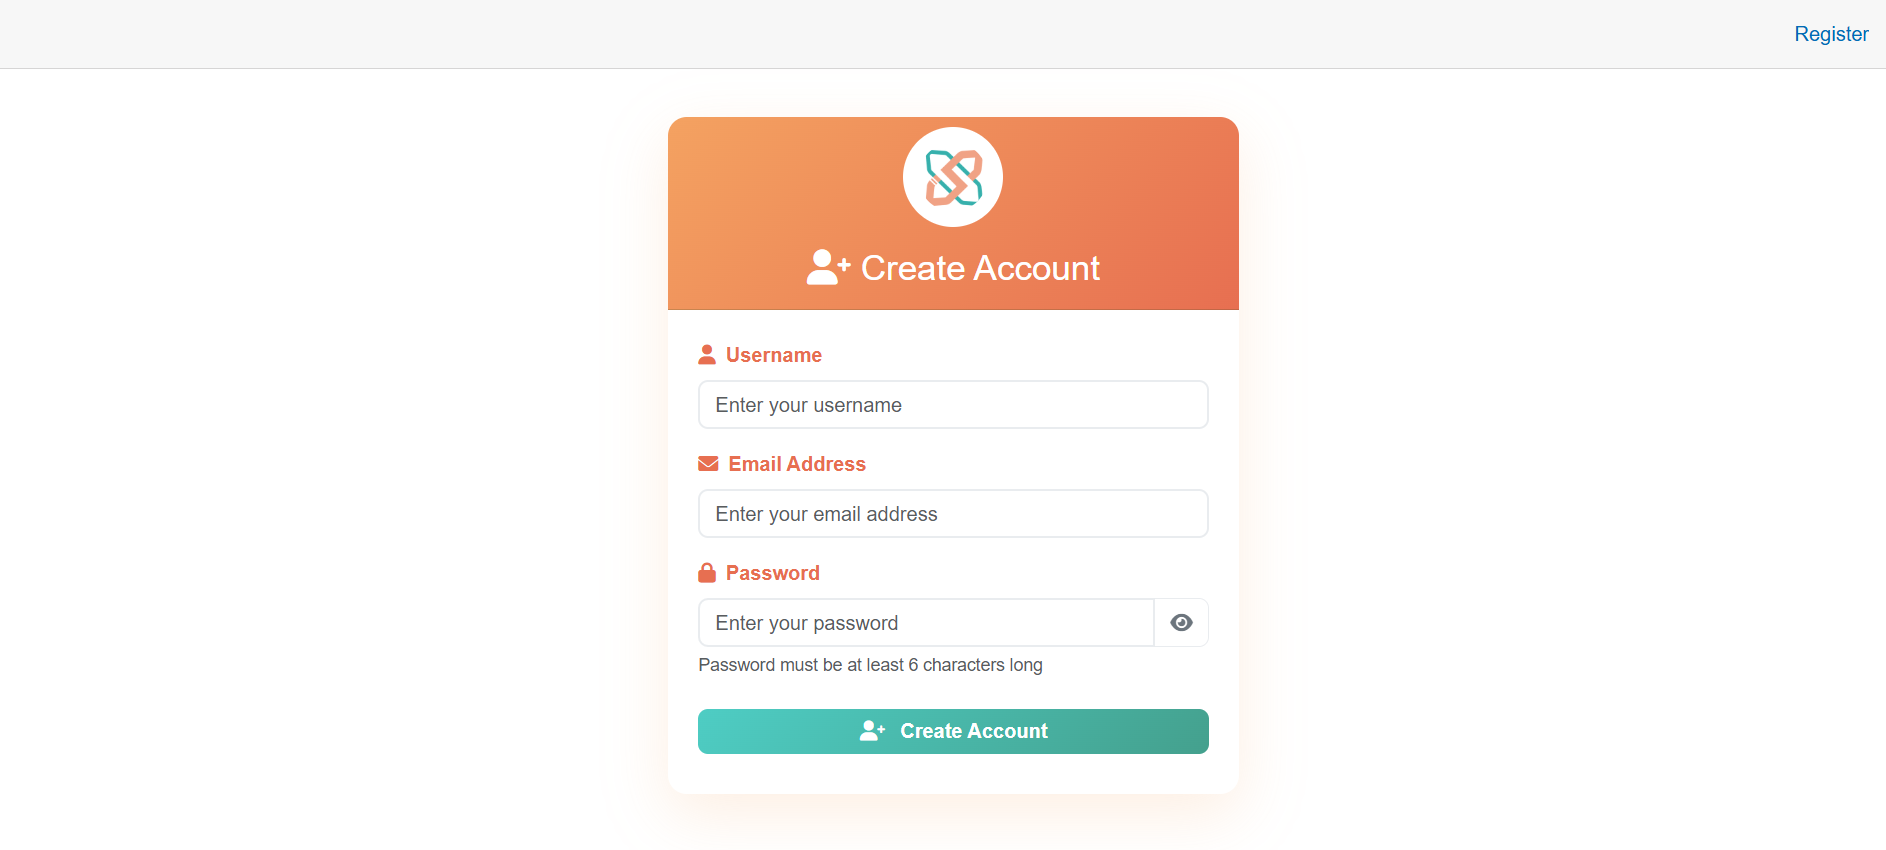 Register
Create Account
Username
Enter your username
Email Address
Enter your email address
Password
Enter your password
Password must be at least 6 characters long
Create Account